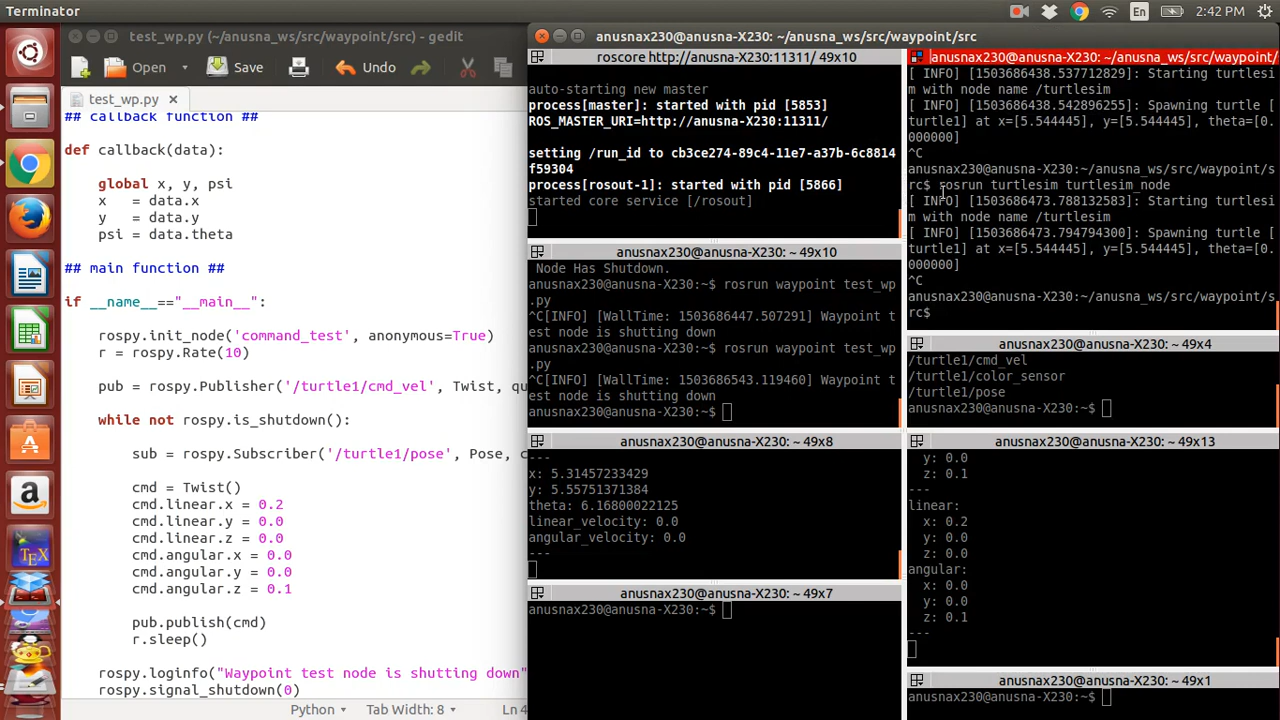 Terminator
En
2:42 PM
test_wp.py (~/anusna_ws/src/waypoint/src) - gedit
Open
Save
Undo
test_wp.py
## callback function ##
def callback(data):
global x, y, psi
x = data.x
y = data.y
psi = data.theta
## main function ##
if __name__=="__main__":
rospy.init_node('command_test', anonymous=True)
r = rospy.Rate(10)
pub = rospy.Publisher('/turtle1/cmd_vel', Twist, qu
while not rospy.is_shutdown():
sub = rospy.Subscriber('/turtle1/pose', Pose, c
cmd = Twist()
cmd.linear.x = 0.2
cmd.linear.y = 0.0
cmd.linear.z = 0.0
cmd.angular.x = 0.0
cmd.angular.y = 0.0
cmd.angular.z = 0.1
pub.publish(cmd)
r.sleep()
rospy.loginfo("Waypoint test node is shutting down"
rospy.signal_shutdown(0)
Python
Tab Width: 8
Ln 4
anusnax230@anusna-X230: ~/anusna_ws/src/waypoint/src
roscore http://anusna-X230:11311/ 49x10
auto-starting new master
process[master]: started with pid [5853]
ROS_MASTER_URI=http://anusna-X230:11311/
setting /run_id to cb3ce274-89c4-11e7-a37b-6c8814
f59304
process[rosout-1]: started with pid [5866]
started core service [/rosout]
anusnax230@anusna-X230: ~ 49x10
Node Has Shutdown.
anusnax230@anusna-X230:~$ rosrun waypoint test_wp
.py
^C[INFO] [WallTime: 1503686447.507291] Waypoint t
est node is shutting down
anusnax230@anusna-X230:~$ rosrun waypoint test_wp
.py
^C[INFO] [WallTime: 1503686543.119460] Waypoint t
est node is shutting down
anusnax230@anusna-X230:~$
anusnax230@anusna-X230: ~ 49x8
---
x: 5.31457233429
y: 5.55751371384
theta: 6.16800022125
linear_velocity: 0.0
angular_velocity: 0.0
---
anusnax230@anusna-X230: ~ 49x7
anusnax230@anusna-X230:~$
anusnax230@anusna-X230: ~/anusna_ws/src/waypoint/
[ INFO] [1503686438.537712829]: Starting turtlesi
m with node name /turtlesim
[ INFO] [1503686438.542896255]: Spawning turtle [
turtle1] at x=[5.544445], y=[5.544445], theta=[0.
000000]
^C
anusnax230@anusna-X230:~/anusna_ws/src/waypoint/s
rc$ rosrun turtlesim turtlesim_node
[ INFO] [1503686473.788132583]: Starting turtlesi
m with node name /turtlesim
[ INFO] [1503686473.794794300]: Spawning turtle [
turtle1] at x=[5.544445], y=[5.544445], theta=[0.
000000]
^C
anusnax230@anusna-X230:~/anusna_ws/src/waypoint/s
rc$
anusnax230@anusna-X230: ~ 49x4
/turtle1/cmd_vel
/turtle1/color_sensor
/turtle1/pose
anusnax230@anusna-X230:~$
anusnax230@anusna-X230: ~ 49x13
y: 0.0
z: 0.1
---
linear:
x: 0.2
y: 0.0
z: 0.0
angular:
x: 0.0
y: 0.0
z: 0.1
---
anusnax230@anusna-X230: ~ 49x1
anusnax230@anusna-X230:~$